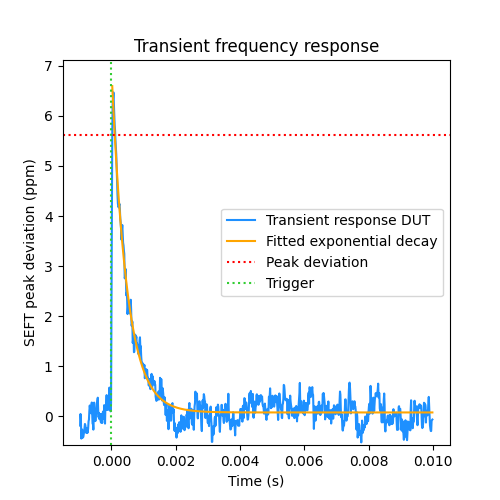 Transient frequency response
SEFT peak deviation (ppm)
7
6
5
4
3
2
1
0
Transient response DUT
Fitted exponential decay
Peak deviation
Trigger
0.000 0.002 0.004 0.006 0.008 0.010
Time (s)